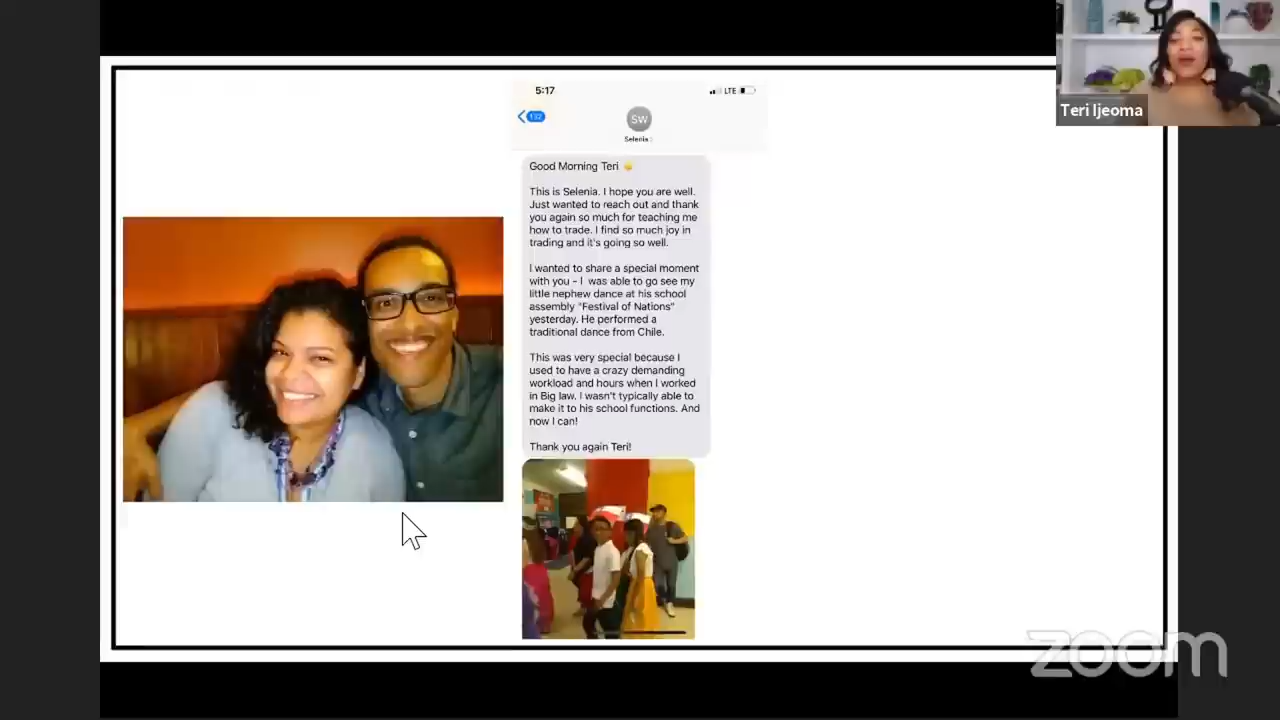 5:17
LTE
132
SW
Selenia
Good Morning Teri
This is Selenia. I hope you are well.
Just wanted to reach out and thank
you again so much for teaching me
how to trade. I find so much joy in
trading and it's going so well.
I wanted to share a special moment
with you - I was able to go see my
little nephew dance at his school
assembly "Festival of Nations"
yesterday. He performed a
traditional dance from Chile.
This was very special because I
used to have a crazy demanding
workload and hours when I worked
in Big law. I wasn't typically able to
make it to his school functions. And
now I can!
Thank you again Teri!
Teri Ijeoma
zoom